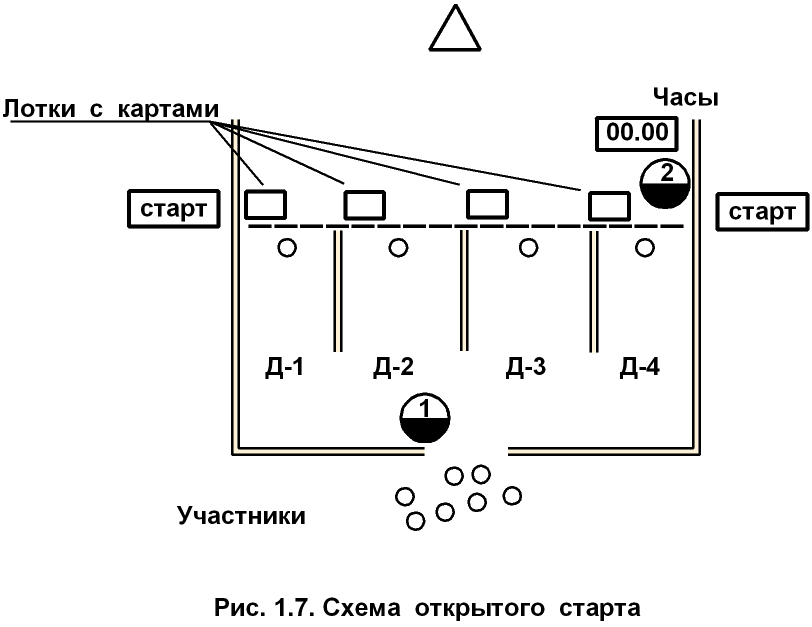 Часы
Лотки с картами
00.00
2
старт
старт
Д-1 Д-2 Д-3 Д-4
1
Участники
Рис. 1.7. Схема открытого старта